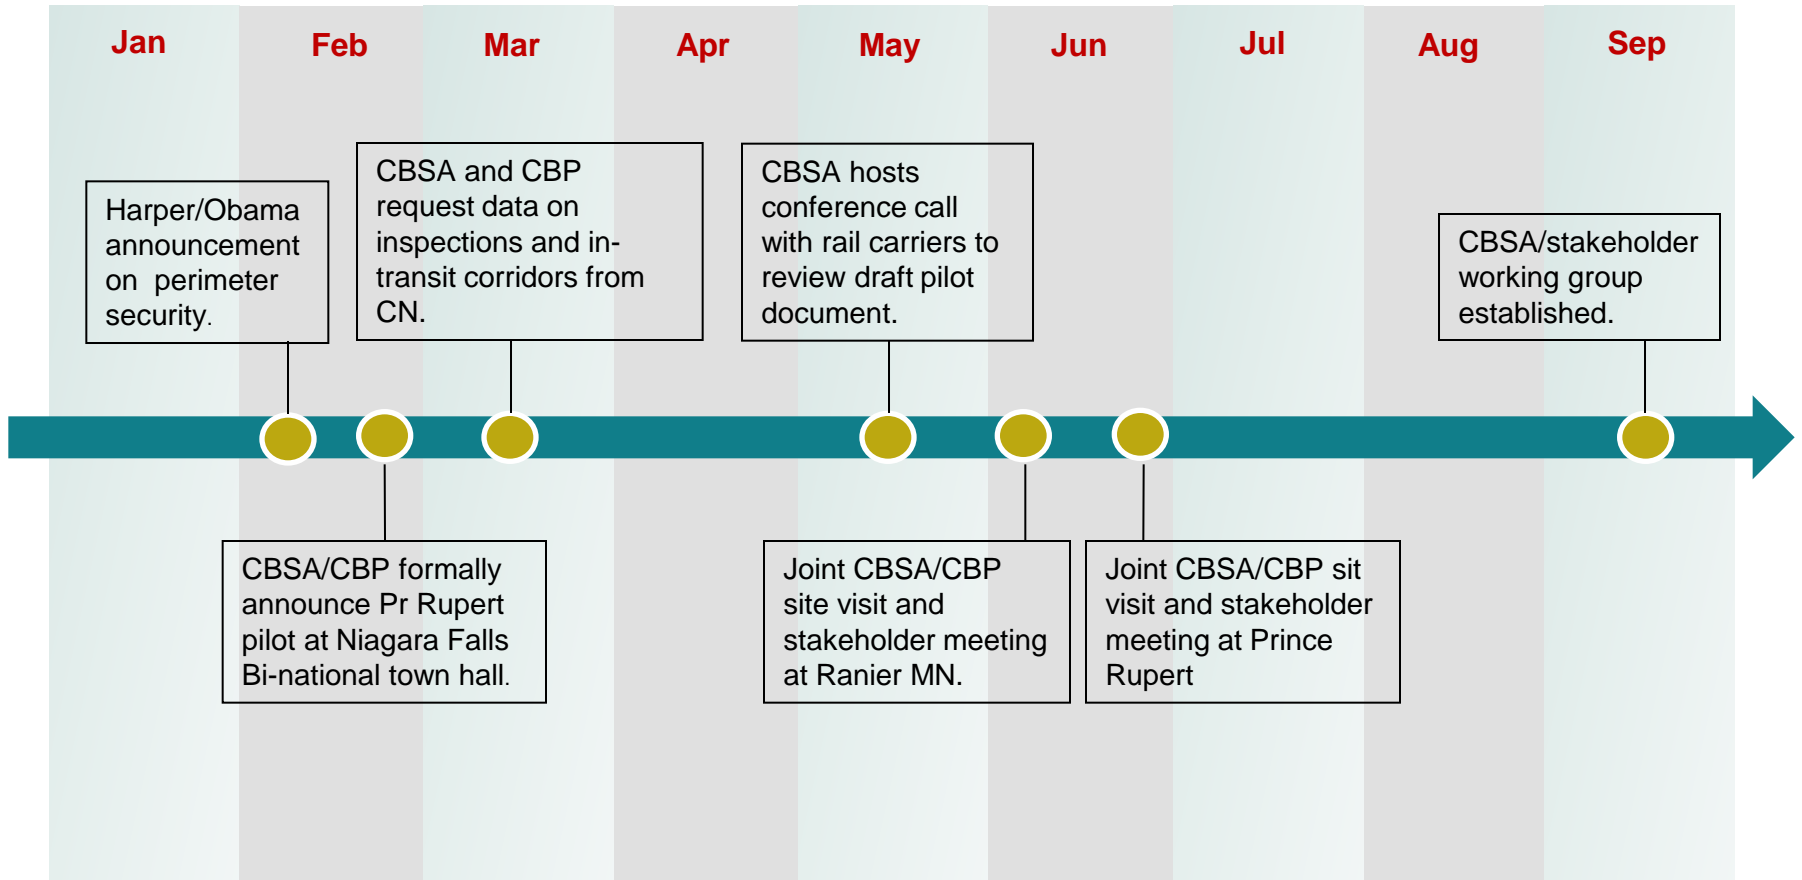 Jan
Feb
Mar
Apr
May
Jun
Jul
Aug
Sep
Harper/Obama
announcement
on perimeter
security.
CBSA and CBP
request data on
inspections and in-
transit corridors from
CN.
CBSA hosts
conference call
with rail carriers to
review draft pilot
document.
CBSA/stakeholder
working group
established.
CBSA/CBP formally
announce Pr Rupert
pilot at Niagara Falls
Bi-national town hall.
Joint CBSA/CBP
site visit and
stakeholder meeting
at Ranier MN.
Joint CBSA/CBP sit
visit and stakeholder
meeting at Prince
Rupert